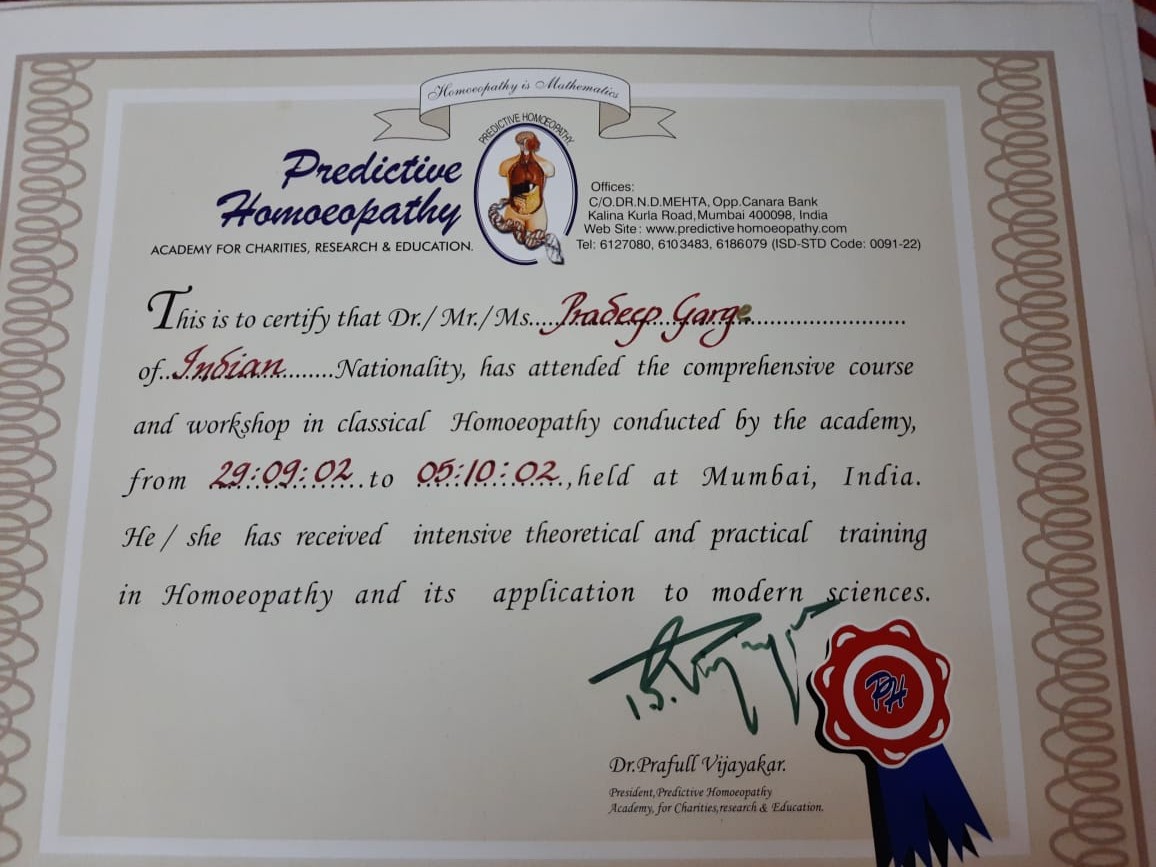 Homoeopathy is Mathematics
PREDICTIVE HOMŒOPATHY
Predictive
Homoeopathy
ACADEMY FOR CHARITIES, RESEARCH & EDUCATION.
Offices:
C/O.DR.N.D.MEHTA, Opp.Canara Bank
Kalina Kurla Road, Mumbai 400098, India
Web Site : www.predictivehomoeopathy.com
Tel: 6127080, 6103483, 6186079 (ISD-STD Code: 0091-22)
This is to certify that Dr./ Mr./ Ms....Pradeep Garge....
of..Indian.......Nationality, has attended the comprehensive course
and workshop in classical Homoeopathy conducted by the academy,
from 29:09:02 to 05:10:02, held at Mumbai, India.
He / she has received intensive theoretical and practical training
in Homoeopathy and its application to modern sciences.
PH
Dr.Prafull Vijayakar.
President, Predictive Homoeopathy
Academy, for Charities, research & Education.